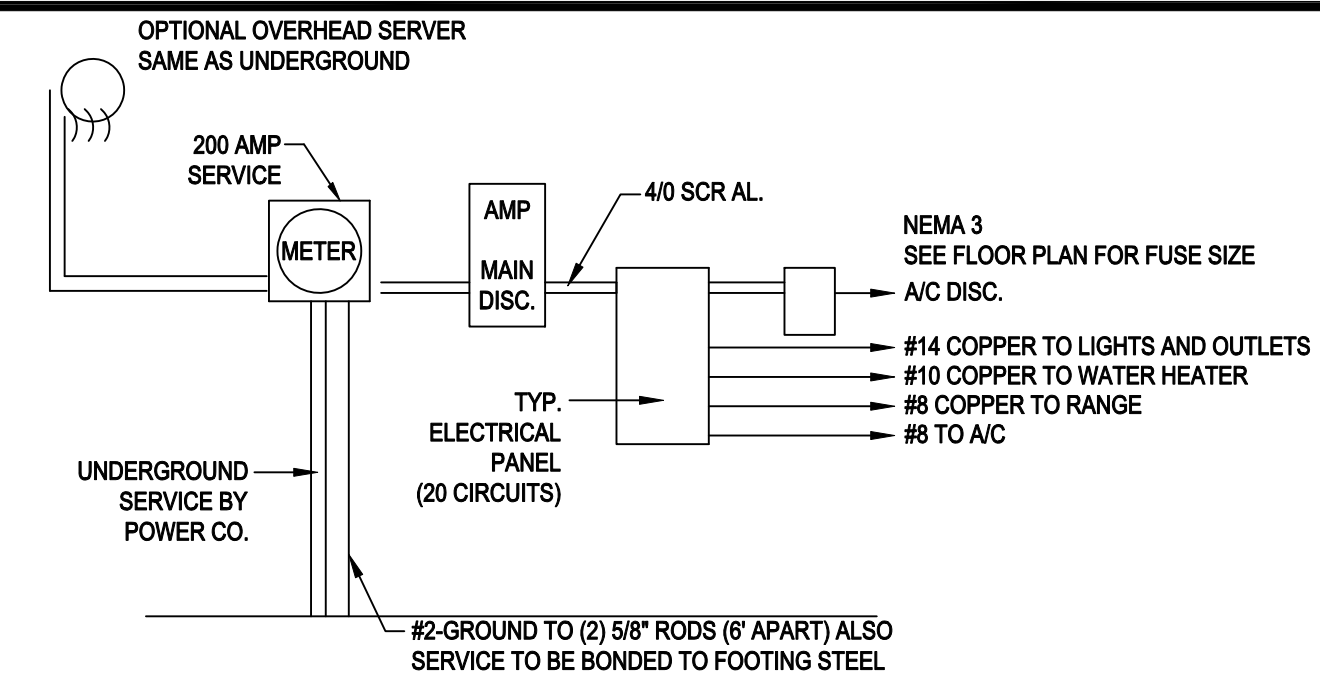 OPTIONAL OVERHEAD SERVER
SAME AS UNDERGROUND
200 AMP
SERVICE
METER
AMP
MAIN
DISC.
4/0 SCR AL.
NEMA 3
SEE FLOOR PLAN FOR FUSE SIZE
A/C DISC.
#14 COPPER TO LIGHTS AND OUTLETS
#10 COPPER TO WATER HEATER
#8 COPPER TO RANGE
#8 TO A/C
TYP.
ELECTRICAL
PANEL
(20 CIRCUITS)
UNDERGROUND
SERVICE BY
POWER CO.
#2-GROUND TO (2) 5/8" RODS (6' APART) ALSO
SERVICE TO BE BONDED TO FOOTING STEEL